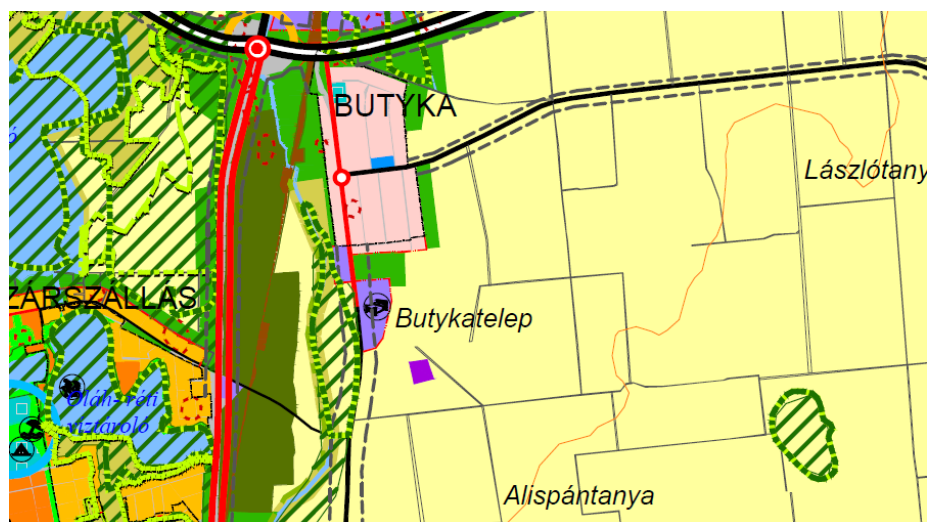 BUTYKA
Lászlótany
ZÁRSZÁLLÁS
Butykatelep
Oláh- réti
víztároló
Alispántanya